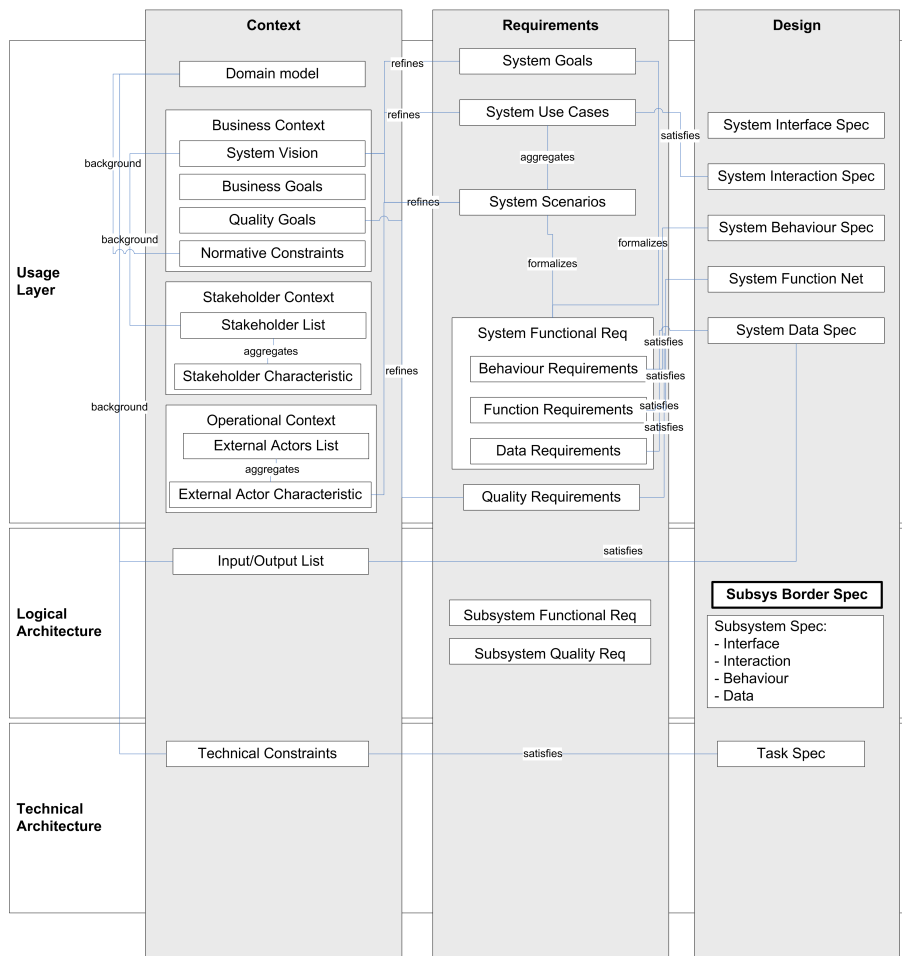 Context
Requirements
Design
Usage
Layer
Domain model
Business Context
System Vision
Business Goals
Quality Goals
Normative Constraints
Stakeholder Context
Stakeholder List
aggregates
Stakeholder Characteristic
Operational Context
External Actors List
aggregates
External Actor Characteristic
background
background
background
refines
refines
refines
refines
System Goals
System Use Cases
aggregates
System Scenarios
formalizes
formalizes
System Functional Req
Behaviour Requirements
Function Requirements
Data Requirements
Quality Requirements
satisfies
satisfies
satisfies
satisfies
satisfies
System Interface Spec
System Interaction Spec
System Behaviour Spec
System Function Net
System Data Spec
Logical
Architecture
Input/Output List
satisfies
Subsystem Functional Req
Subsystem Quality Req
Subsys Border Spec
Subsystem Spec:
- Interface
- Interaction
- Behaviour
- Data
Technical
Architecture
Technical Constraints
satisfies
Task Spec